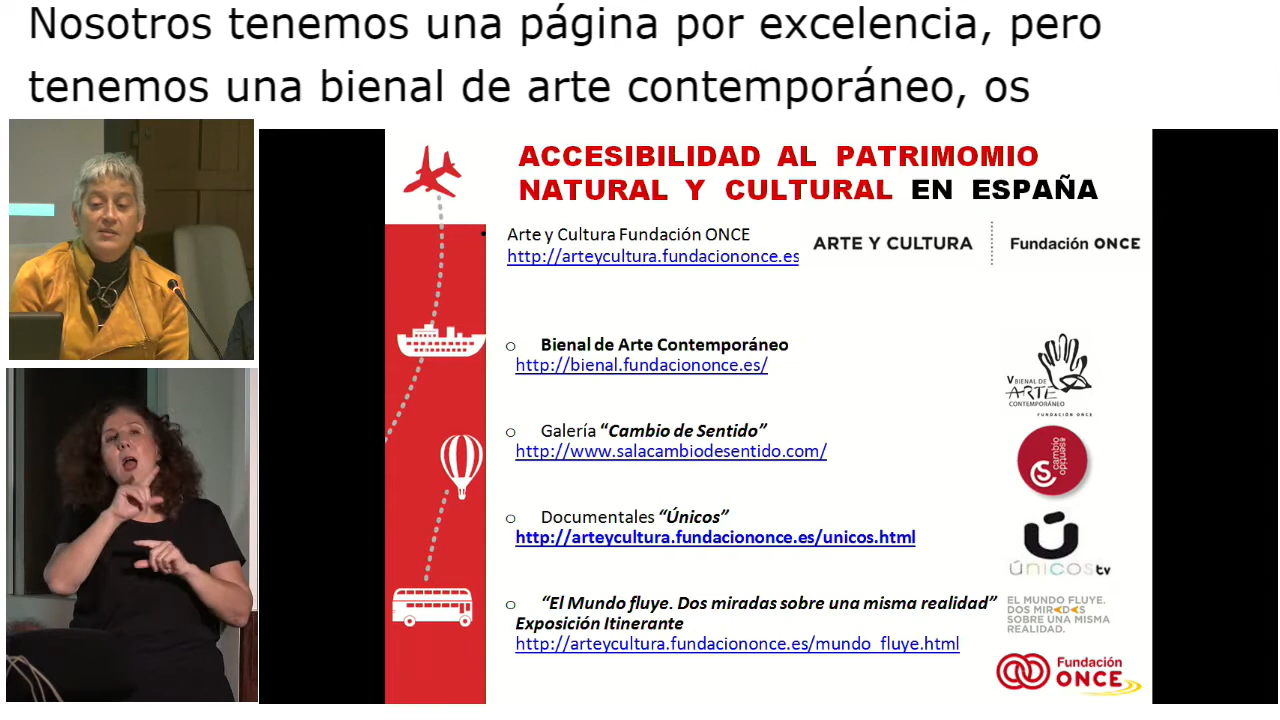 Nosotros tenemos una página por excelencia, pero
tenemos una bienal de arte contemporáneo, os
ACCESIBILIDAD AL PATRIMOMIO
NATURAL Y CULTURAL EN ESPAÑA
Arte y Cultura Fundación ONCE
http://arteycultura.fundaciononce.es
ARTE Y CULTURA
Fundación ONCE
o Bienal de Arte Contemporáneo
http://bienal.fundaciononce.es/
V BIENAL DE
ARTE
CONTEMPORÁNEO
FUNDACIÓN ONCE
o Galería “Cambio de Sentido”
http://www.salacambiodesentido.com/
cambio
sentido
o Documentales “Únicos”
http://arteycultura.fundaciononce.es/unicos.html
únicostv
o “El Mundo fluye. Dos miradas sobre una misma realidad”
Exposición Itinerante
http://arteycultura.fundaciononce.es/mundo_fluye.html
EL MUNDO FLUYE.
DOS MIRADAS
SOBRE UNA MISMA
REALIDAD.
Fundación
ONCE